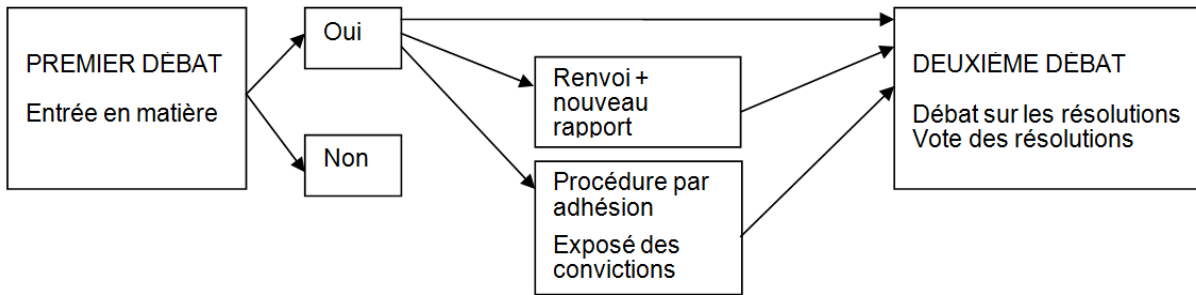 PREMIER DÉBAT
Entrée en matière
Oui
Non
Renvoi +
nouveau
rapport
Procédure par
adhésion
Exposé des
convictions
DEUXIÈME DÉBAT
Débat sur les résolutions
Vote des résolutions